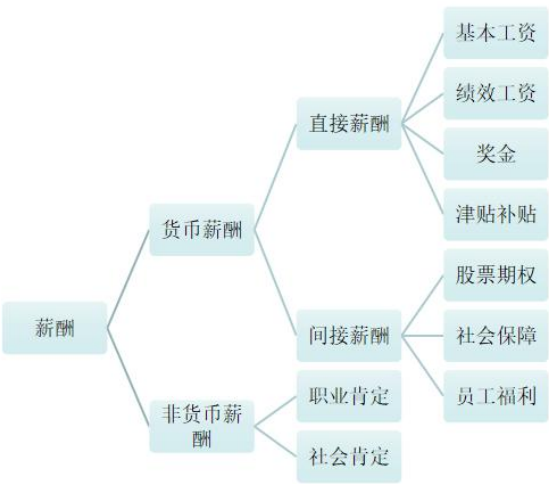 基本工资
绩效工资
直接薪酬
奖金
津贴补贴
货币薪酬
股票期权
薪酬
间接薪酬
社会保障
职业肯定
员工福利
非货币薪
酬
社会肯定